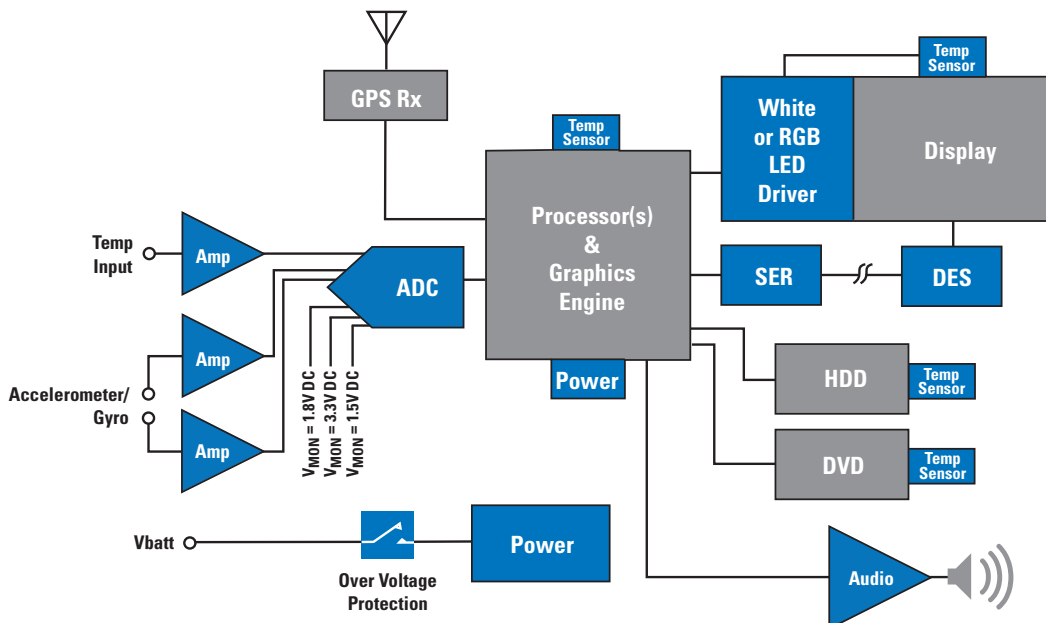 Temp
Sensor
GPS Rx
White
or RGB
LED
Driver
Display
Temp
Sensor
Processor(s)
&
Graphics
Engine
Temp
Input
Amp
ADC
SER
DES
Amp
Accelerometer/
Gyro
Amp
VMON = 1.8V DC
VMON = 3.3V DC
VMON = 1.5V DC
Power
HDD
Temp
Sensor
DVD
Temp
Sensor
Vbatt
Over Voltage
Protection
Power
Audio